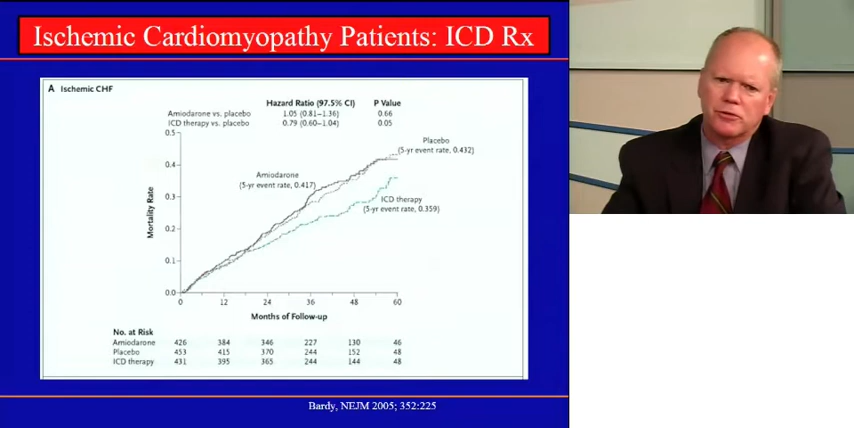 Ischemic Cardiomyopathy Patients: ICD Rx
A Ischemic CHF
Hazard Ratio (97.5% CI) P Value
Amiodarone vs. placebo 1.05 (0.81–1.36) 0.66
ICD therapy vs. placebo 0.79 (0.60–1.04) 0.05
0.5
0.4
0.3
0.2
0.1
0.0
Mortality Rate
Placebo
(5-yr event rate, 0.432)
Amiodarone
(5-yr event rate, 0.417)
ICD therapy
(5-yr event rate, 0.359)
0 12 24 36 48 60
Months of Follow-up
No. at Risk
Amiodarone 426 384 346 227 130 46
Placebo 453 415 370 244 152 48
ICD therapy 431 395 365 244 144 48
Bardy, NEJM 2005; 352:225